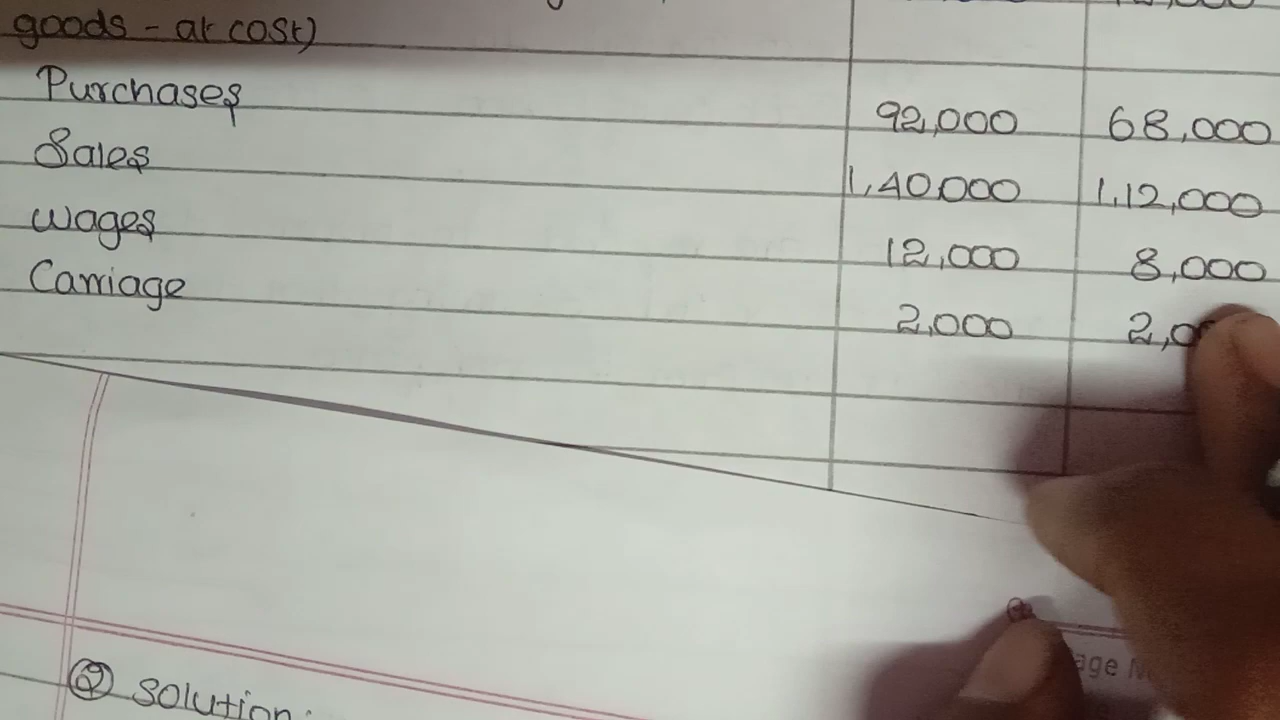 goods - at cost)
Purchases 92,000 68,000
Sales 1,40,000 1,12,000
Wages 12,000 8,000
Carriage 2,000
② Solution: